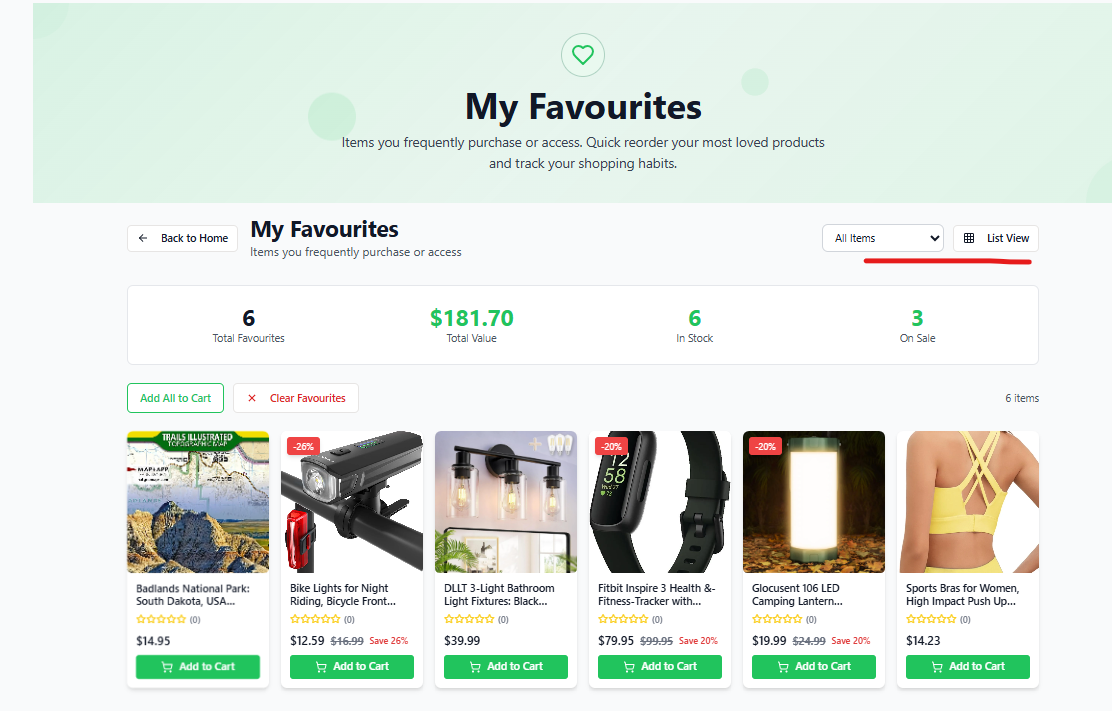 My Favourites
Items you frequently purchase or access. Quick reorder your most loved products
and track your shopping habits.
Back to Home
My Favourites
Items you frequently purchase or access
All Items
List View
6
Total Favourites
$181.70
Total Value
6
In Stock
3
On Sale
Add All to Cart
Clear Favourites
6 items
TRAILS ILLUSTRATED
TOPOGRAPHIC MAP
Badlands National Park:
South Dakota, USA...
(0)
$14.95
Add to Cart
-26%
Bike Lights for Night
Riding, Bicycle Front...
(0)
$12.59 $16.99 Save 26%
Add to Cart
DLLT 3-Light Bathroom
Light Fixtures: Black...
(0)
$39.99
Add to Cart
-20%
12
58
Fitbit Inspire 3 Health &-
Fitness-Tracker with...
(0)
$79.95 $99.95 Save 20%
Add to Cart
-20%
Glocusent 106 LED
Camping Lantern...
(0)
$19.99 $24.99 Save 20%
Add to Cart
Sports Bras for Women,
High Impact Push Up...
(0)
$14.23
Add to Cart